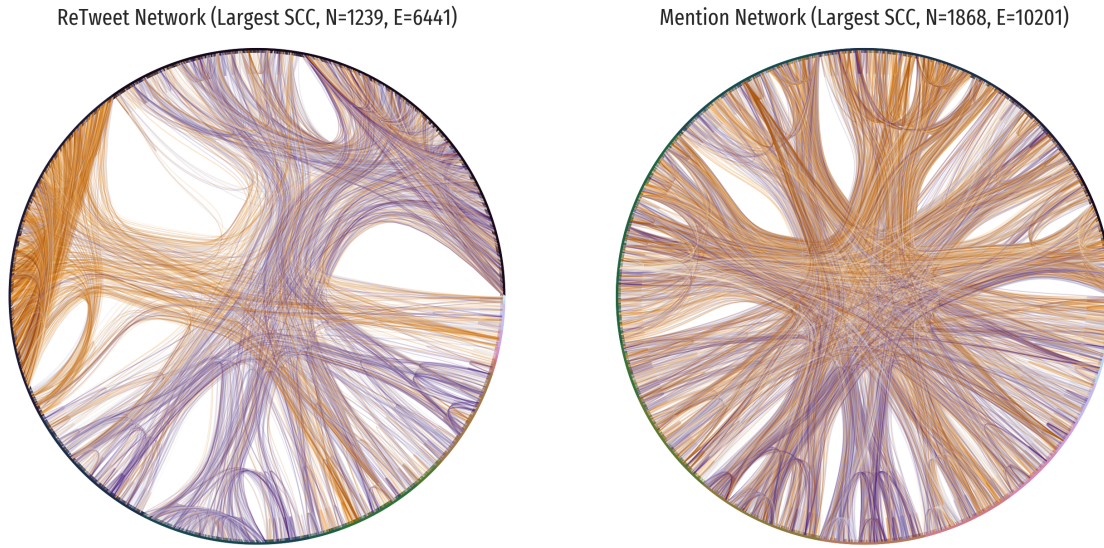 ReTweet Network (Largest SCC, N=1239, E=6441)
Mention Network (Largest SCC, N=1868, E=10201)